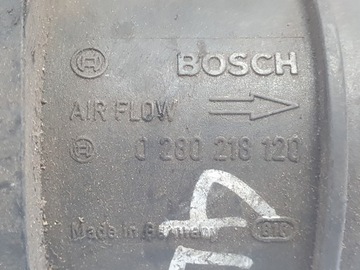 BOSCH
AIR FLOW
0 280 218 120
Made in Germany